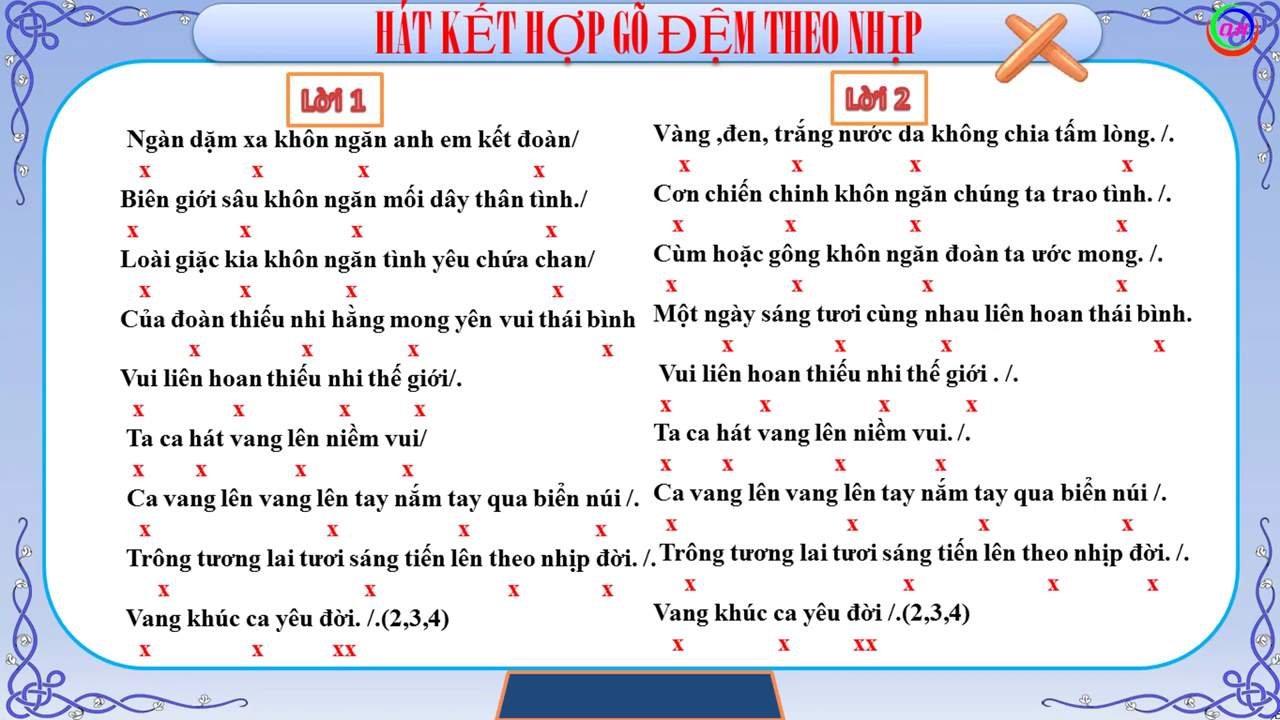 HÁT KẾT HỢP GÕ ĐỆM THEO NHỊP
Lời 1
Ngàn dặm xa khôn ngăn anh em kết đoàn/
x x x x
Biên giới sâu khôn ngăn mối dây thân tình./
x x x x
Loài giặc kia khôn ngăn tình yêu chứa chan/
x x x x
Của đoàn thiếu nhi hằng mong yên vui thái bình
x x x x
Vui liên hoan thiếu nhi thế giới/.
x x x x
Ta ca hát vang lên niềm vui/
x x x x
Ca vang lên vang lên tay nắm tay qua biển núi /.
x x x x
Trông tương lai tươi sáng tiến lên theo nhịp đời. /.
x x x x
Vang khúc ca yêu đời. /.(2,3,4)
x x xx
Lời 2
Vàng ,đen, trắng nước da không chia tấm lòng. /.
x x x x
Cơn chiến chinh khôn ngăn chúng ta trao tình. /.
x x x x
Cùm hoặc gông khôn ngăn đoàn ta ước mong. /.
x x x x
Một ngày sáng tươi cùng nhau liên hoan thái bình.
x x x x
Vui liên hoan thiếu nhi thế giới . /.
x x x x
Ta ca hát vang lên niềm vui. /.
x x x x
Ca vang lên vang lên tay nắm tay qua biển núi /.
x x x x
Trông tương lai tươi sáng tiến lên theo nhịp đời. /.
x x x x
Vang khúc ca yêu đời /.(2,3,4)
x x xx